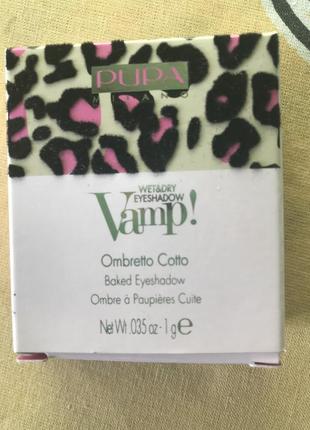 PUPA
MILANO
WET&DRY
EYESHADOW
Vamp!
Ombretto Cotto
Baked Eyeshadow
Ombre à Paupières Cuite
Net Wt .035 oz - 1 g ℮